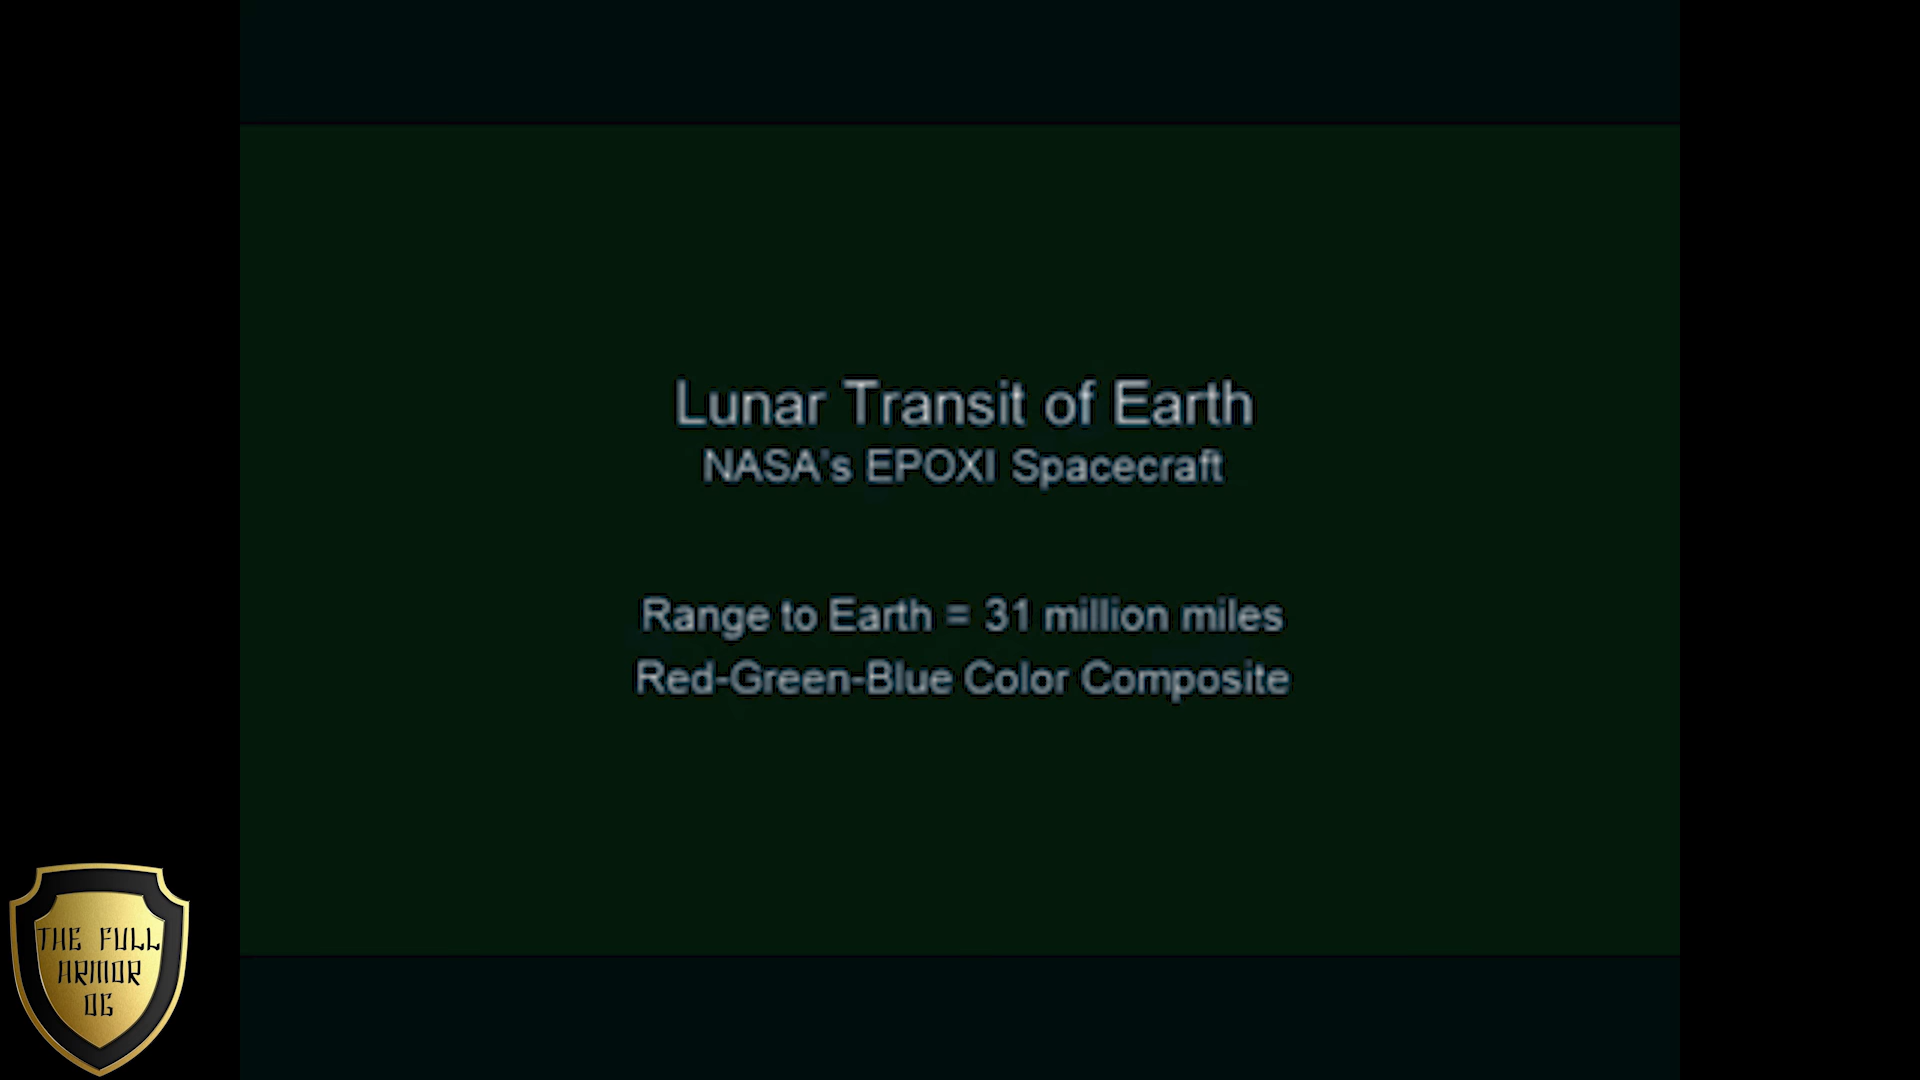 Lunar Transit of Earth
NASA's EPOXI Spacecraft
Range to Earth = 31 million miles
Red-Green-Blue Color Composite
THE FULL
ARMOR
OG